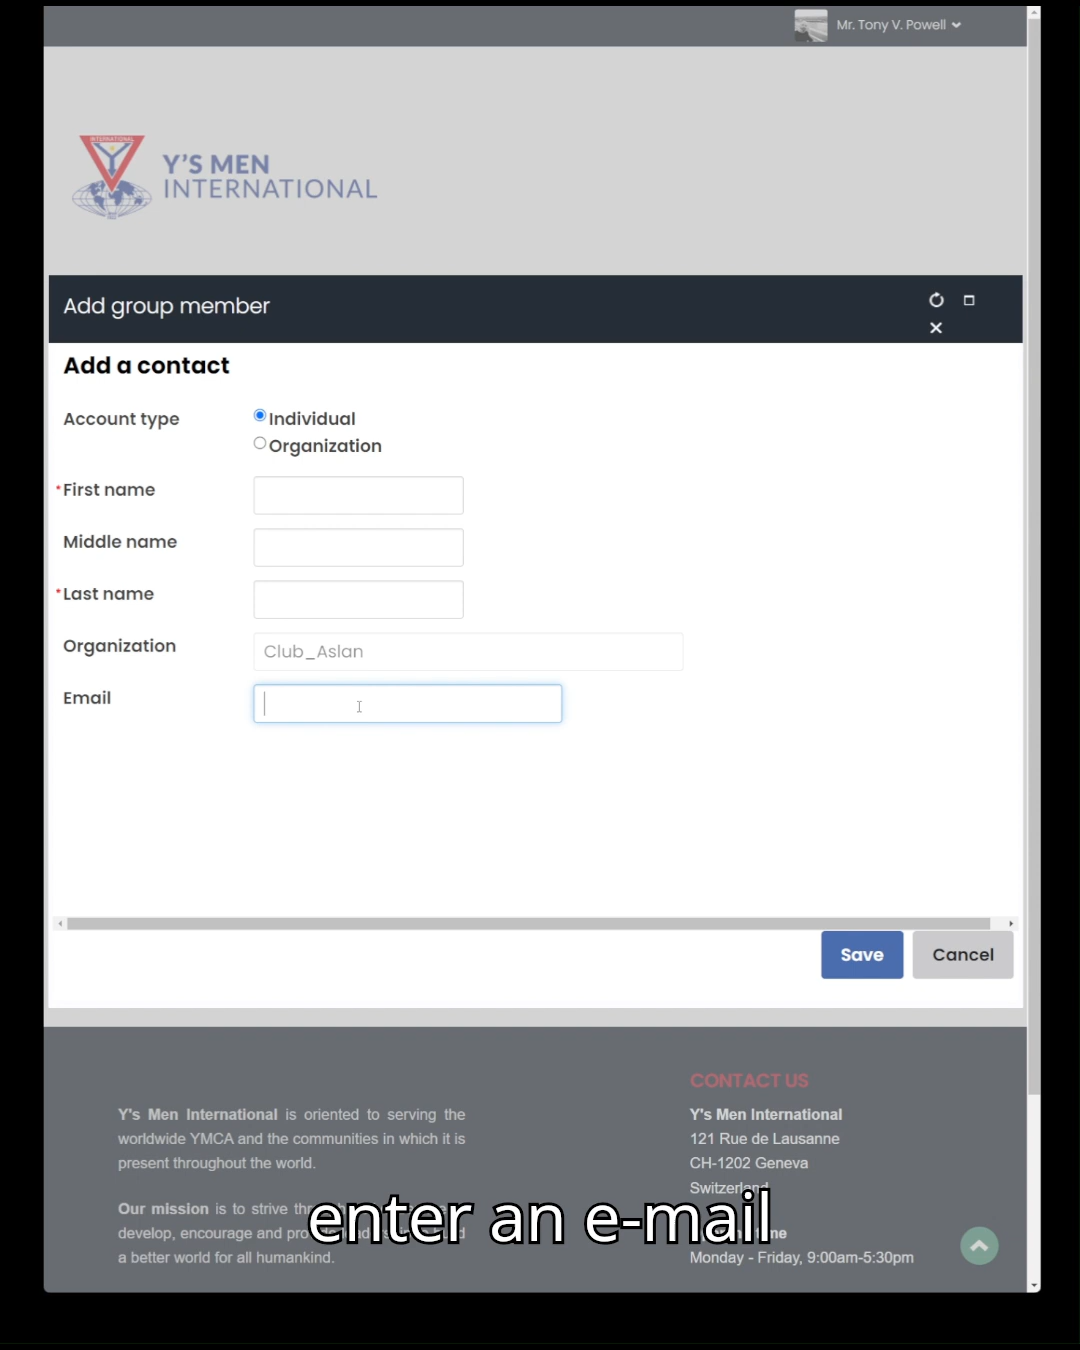 Mr. Tony V. Powell
INTERNATIONAL
Y'S MEN
INTERNATIONAL
Add group member
Add a contact
Account type
Individual
Organization
*First name
Middle name
*Last name
Organization
Club_Aslan
Email
Save
Cancel
Y's Men International is oriented to serving the
worldwide YMCA and the communities in which it is
present throughout the world.
Our mission is to strive
develop, encourage and
a better world for all humankind.
CONTACT US
Y's Men International
121 Rue de Lausanne
CH-1202 Geneva
Switzerland
Monday - Friday, 9:00am-5:30pm
enter an e-mail